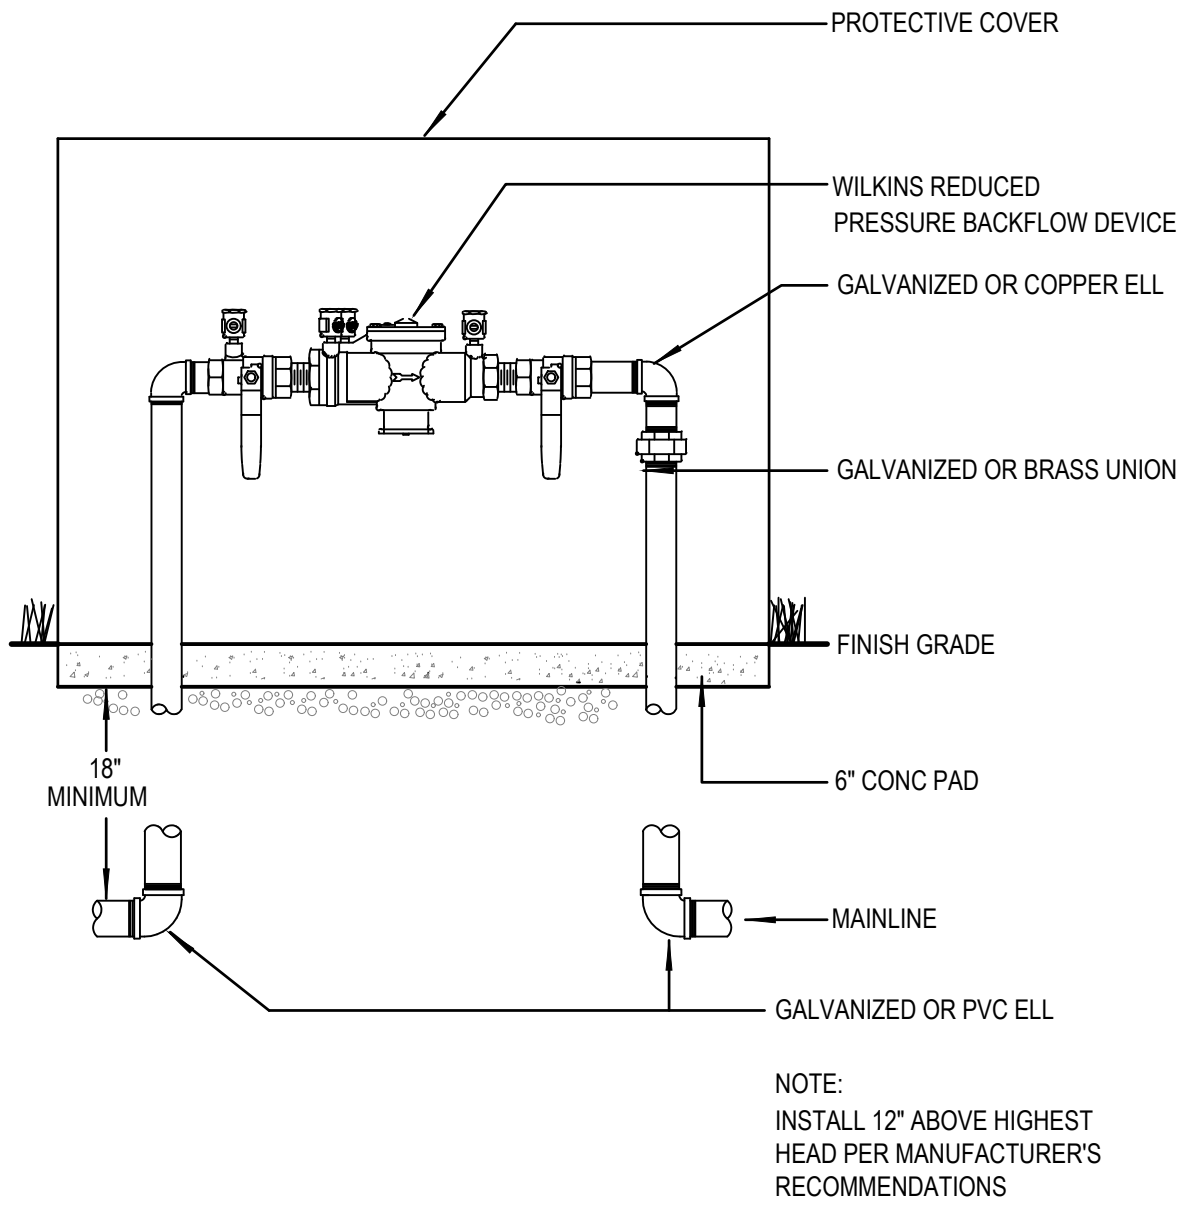 PROTECTIVE COVER
WILKINS REDUCED
PRESSURE BACKFLOW DEVICE
GALVANIZED OR COPPER ELL
GALVANIZED OR BRASS UNION
FINISH GRADE
18"
MINIMUM
6" CONC PAD
MAINLINE
GALVANIZED OR PVC ELL
NOTE:
INSTALL 12" ABOVE HIGHEST
HEAD PER MANUFACTURER'S
RECOMMENDATIONS